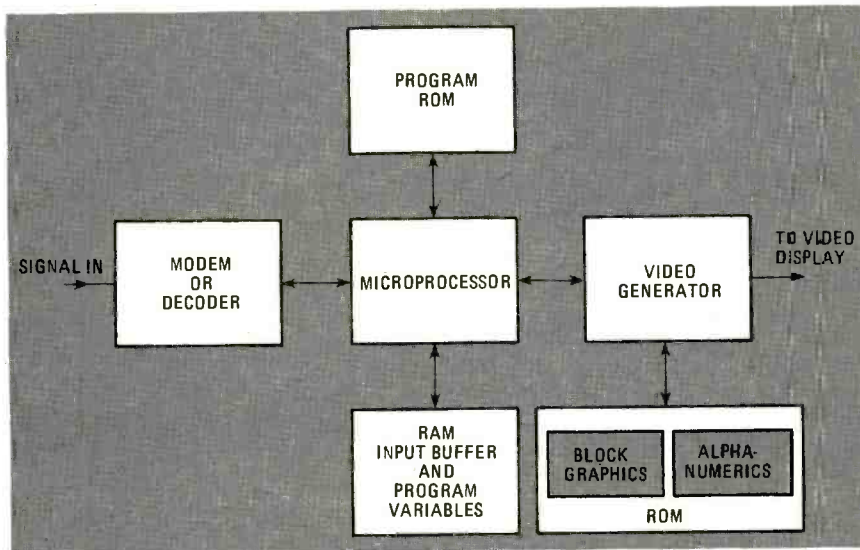 PROGRAM
ROM
SIGNAL IN
MODEM
OR
DECODER
MICROPROCESSOR
VIDEO
GENERATOR
TO VIDEO
DISPLAY
RAM
INPUT BUFFER
AND
PROGRAM
VARIABLES
BLOCK
GRAPHICS
ALPHA-
NUMERICS
ROM